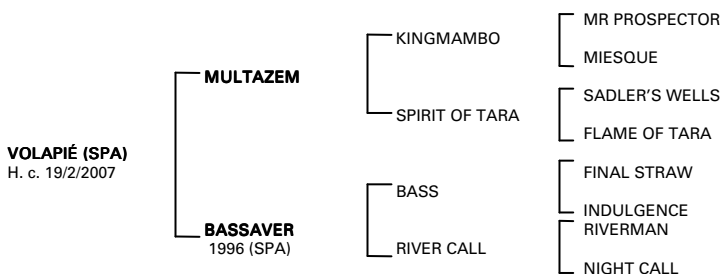 VOLAPIÉ (SPA)
H. c. 19/2/2007
MULTAZEM
BASSAVER
1996 (SPA)
KINGMAMBO
SPIRIT OF TARA
BASS
RIVER CALL
MR PROSPECTOR
MIESQUE
SADLER'S WELLS
FLAME OF TARA
FINAL STRAW
INDULGENCE
RIVERMAN
NIGHT CALL